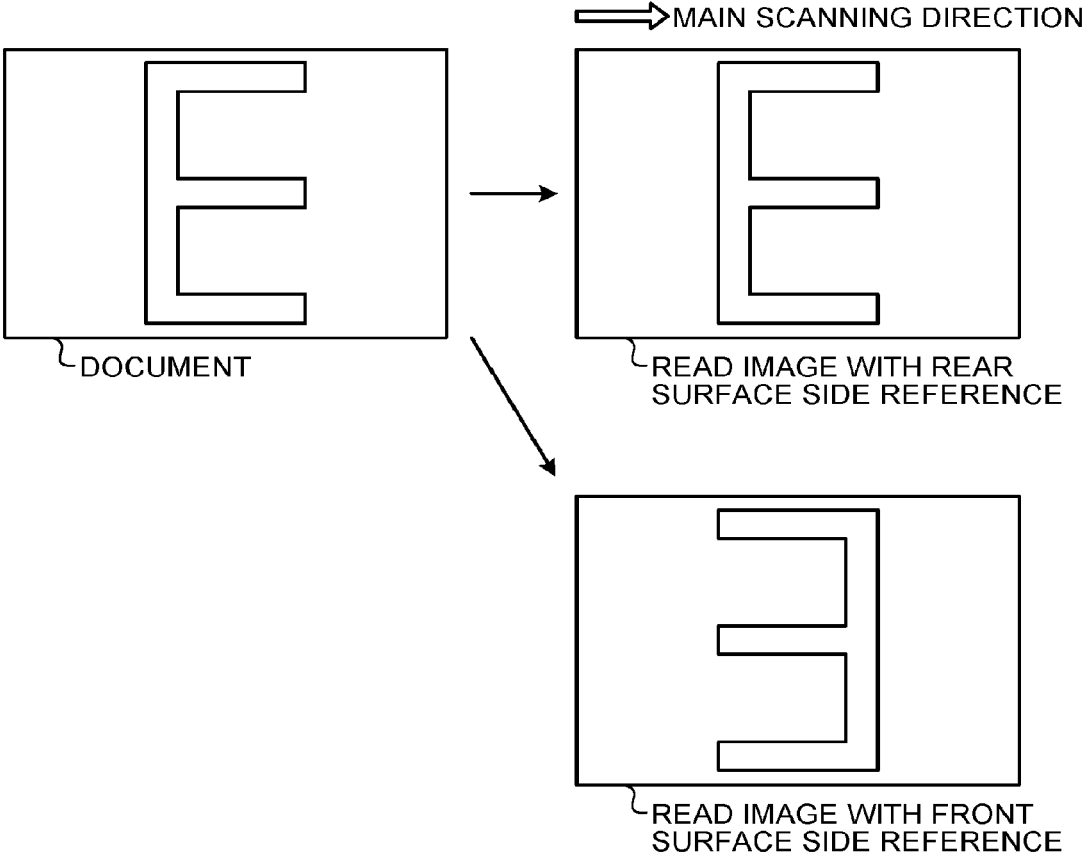 MAIN SCANNING DIRECTION
E
E
DOCUMENT
READ IMAGE WITH REAR
SURFACE SIDE REFERENCE
Ǝ
READ IMAGE WITH FRONT
SURFACE SIDE REFERENCE